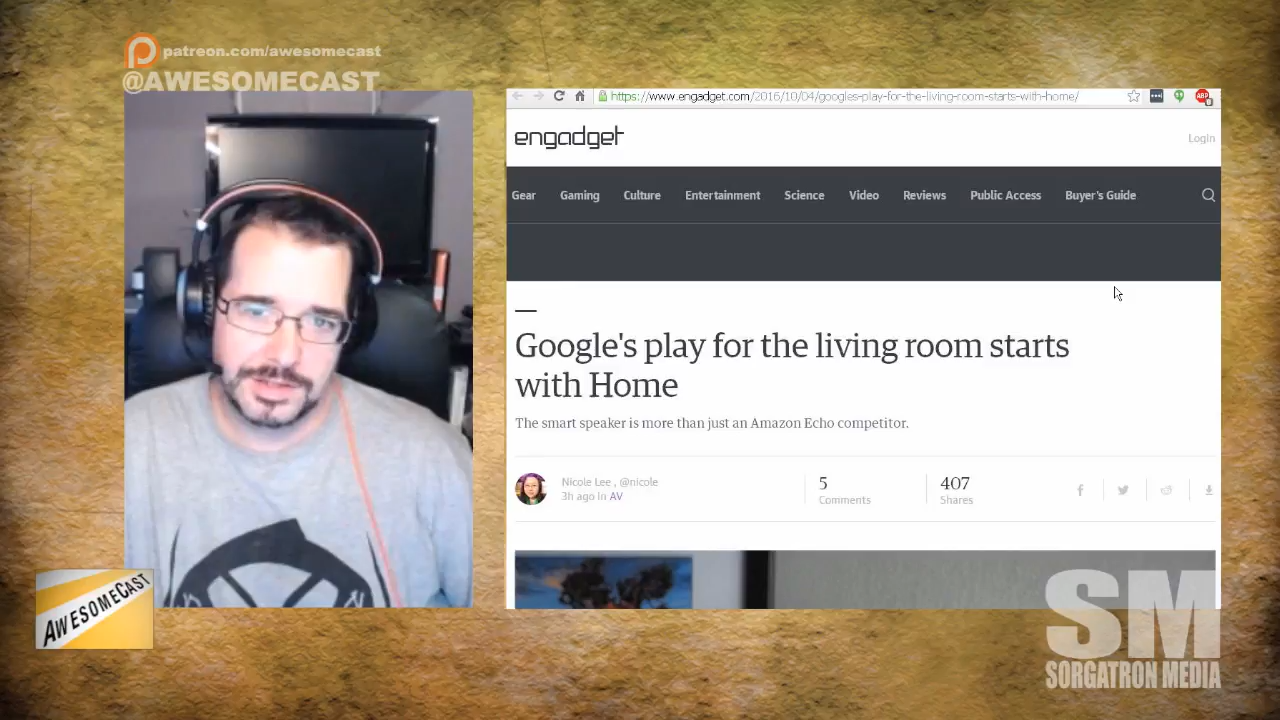 patreon.com/awesomecast
@AWESOMECAST
https://www.engadget.com/2016/10/04/googles-play-for-the-living-room-starts-with-home/
ABP
engadget
Login
Gear Gaming Culture Entertainment Science Video Reviews Public Access Buyer's Guide
Google's play for the living room starts
with Home
The smart speaker is more than just an Amazon Echo competitor.
Nicole Lee , @nicole
3h ago in AV
5
Comments
407
Shares
AWESOMECAST
SM
SORGATRON MEDIA